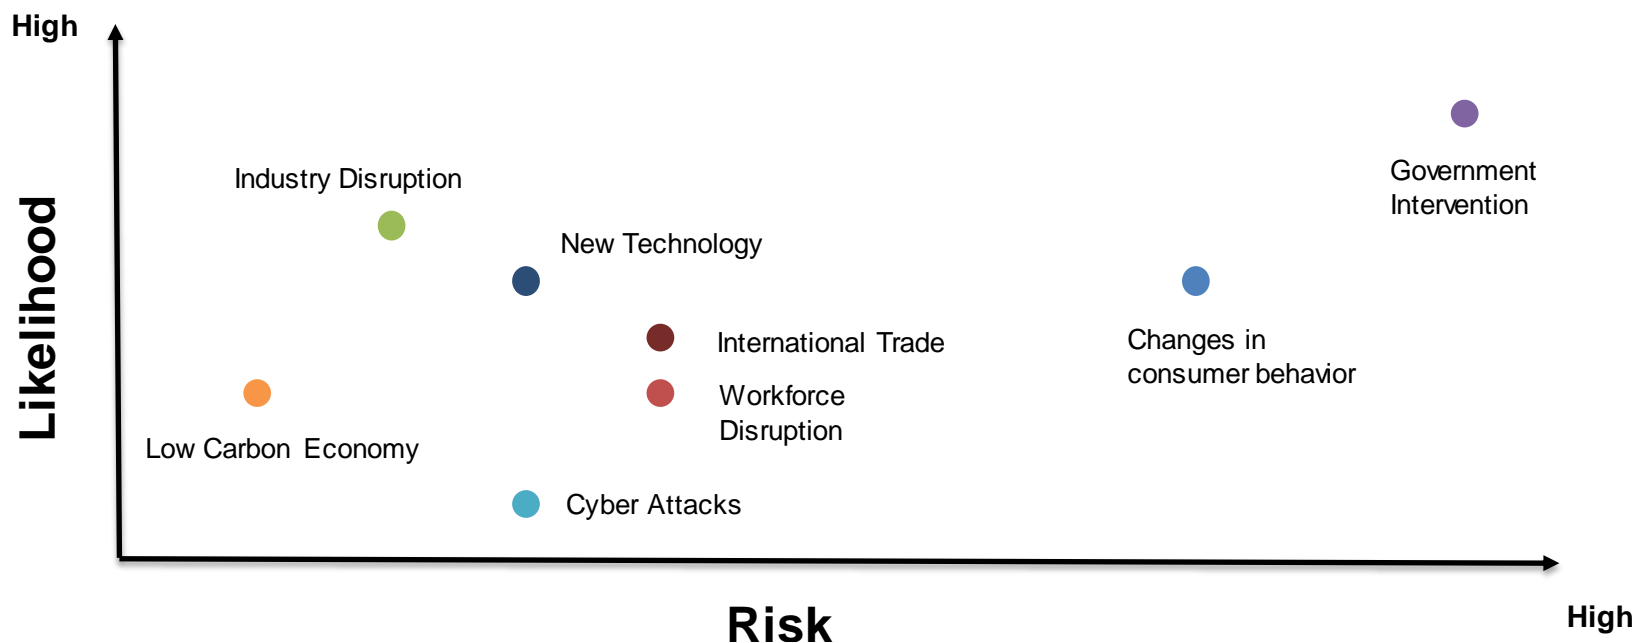 High
Industry Disruption
Government
Intervention
New Technology
Likelihood
International Trade
Changes in
consumer behavior
Workforce
Disruption
Low Carbon Economy
Cyber Attacks
Risk
High